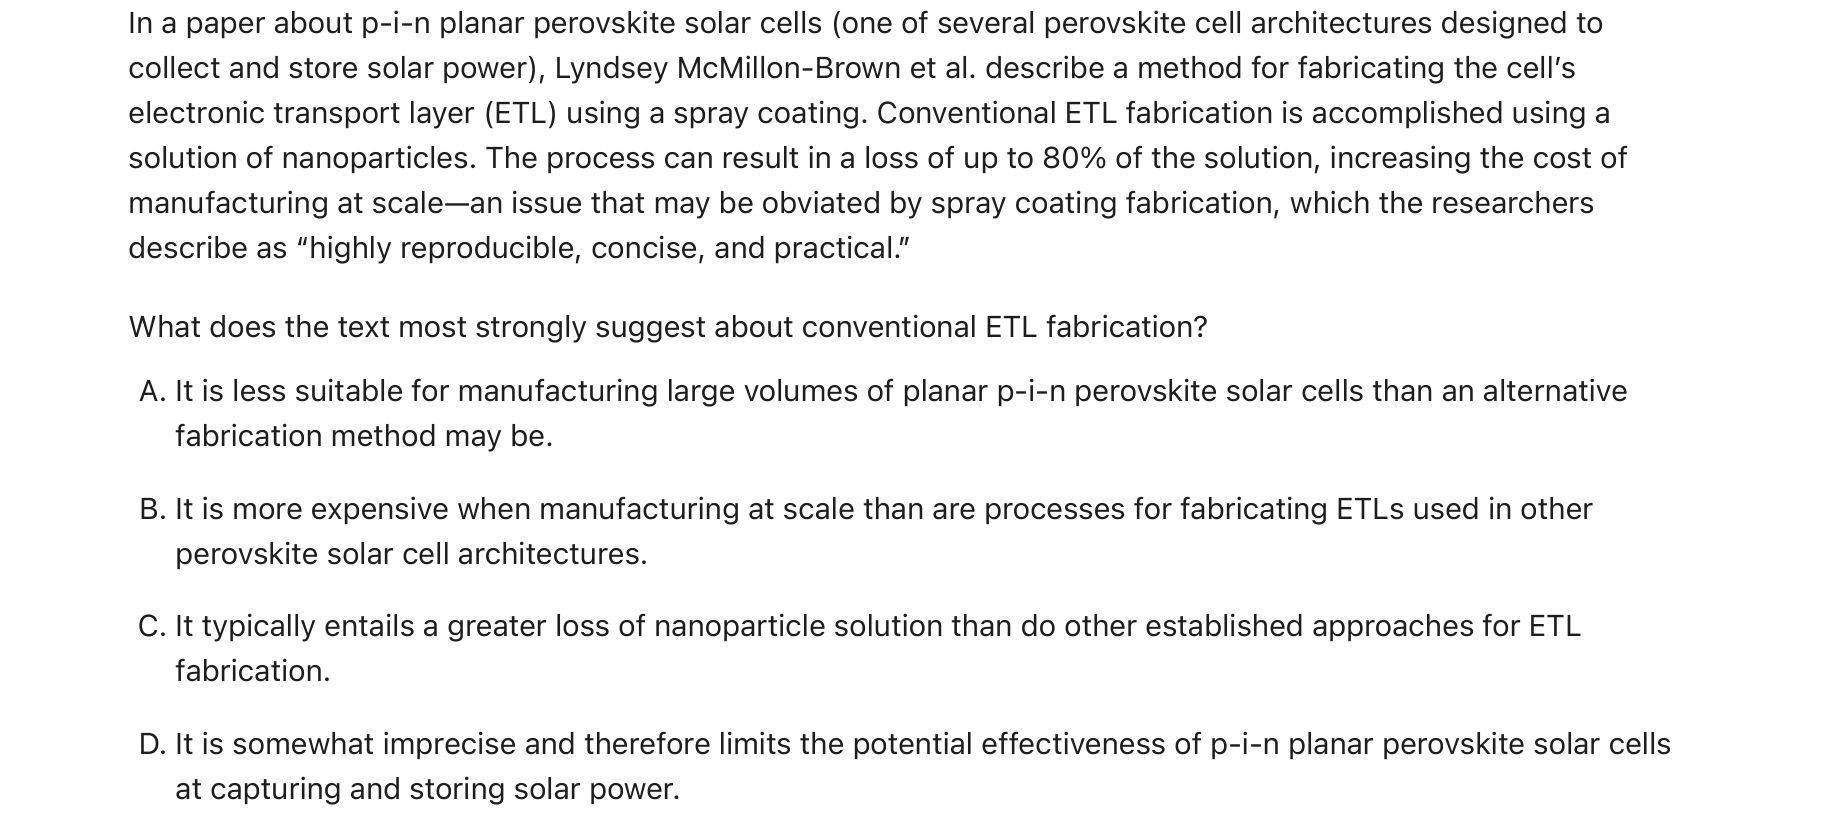 In a paper about p-i-n planar perovskite solar cells (one of several perovskite cell architectures designed to
collect and store solar power), Lyndsey McMillon-Brown et al. describe a method for fabricating the cell’s
electronic transport layer (ETL) using a spray coating. Conventional ETL fabrication is accomplished using a
solution of nanoparticles. The process can result in a loss of up to 80% of the solution, increasing the cost of
manufacturing at scale—an issue that may be obviated by spray coating fabrication, which the researchers
describe as “highly reproducible, concise, and practical.”
What does the text most strongly suggest about conventional ETL fabrication?
A. It is less suitable for manufacturing large volumes of planar p-i-n perovskite solar cells than an alternative
fabrication method may be.
B. It is more expensive when manufacturing at scale than are processes for fabricating ETLs used in other
perovskite solar cell architectures.
C. It typically entails a greater loss of nanoparticle solution than do other established approaches for ETL
fabrication.
D. It is somewhat imprecise and therefore limits the potential effectiveness of p-i-n planar perovskite solar cells
at capturing and storing solar power.